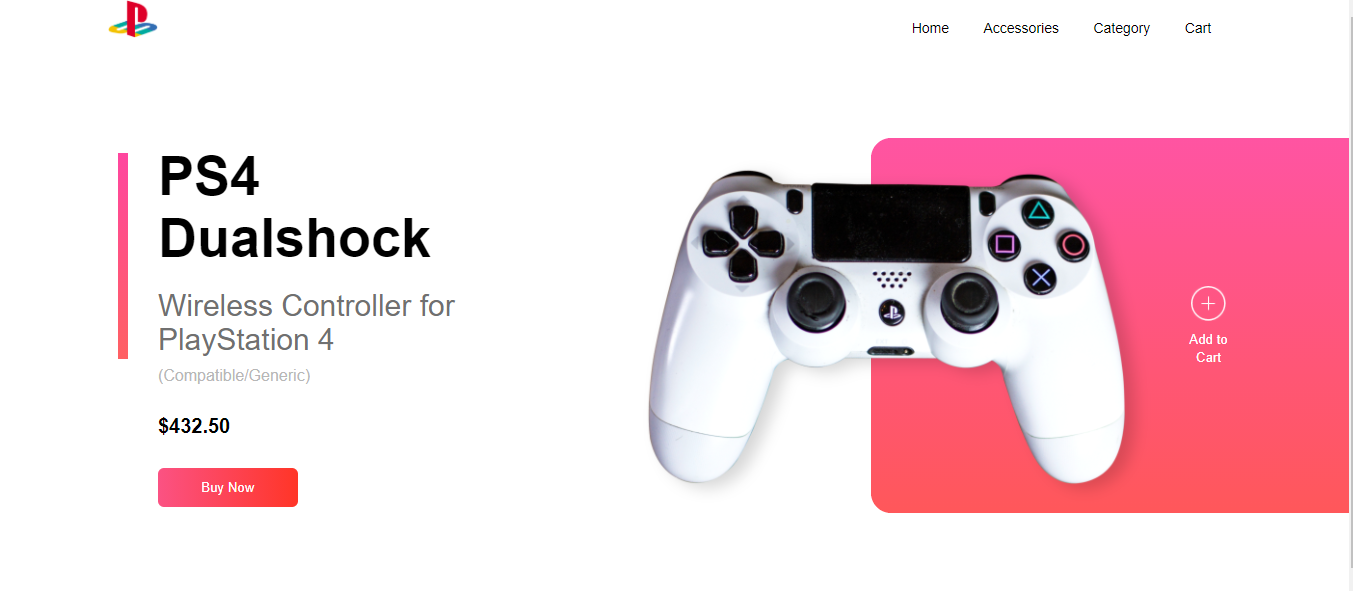 Home Accessories Category Cart
PS4
Dualshock
Wireless Controller for
PlayStation 4
(Compatible/Generic)
$432.50
Buy Now
Add to
Cart